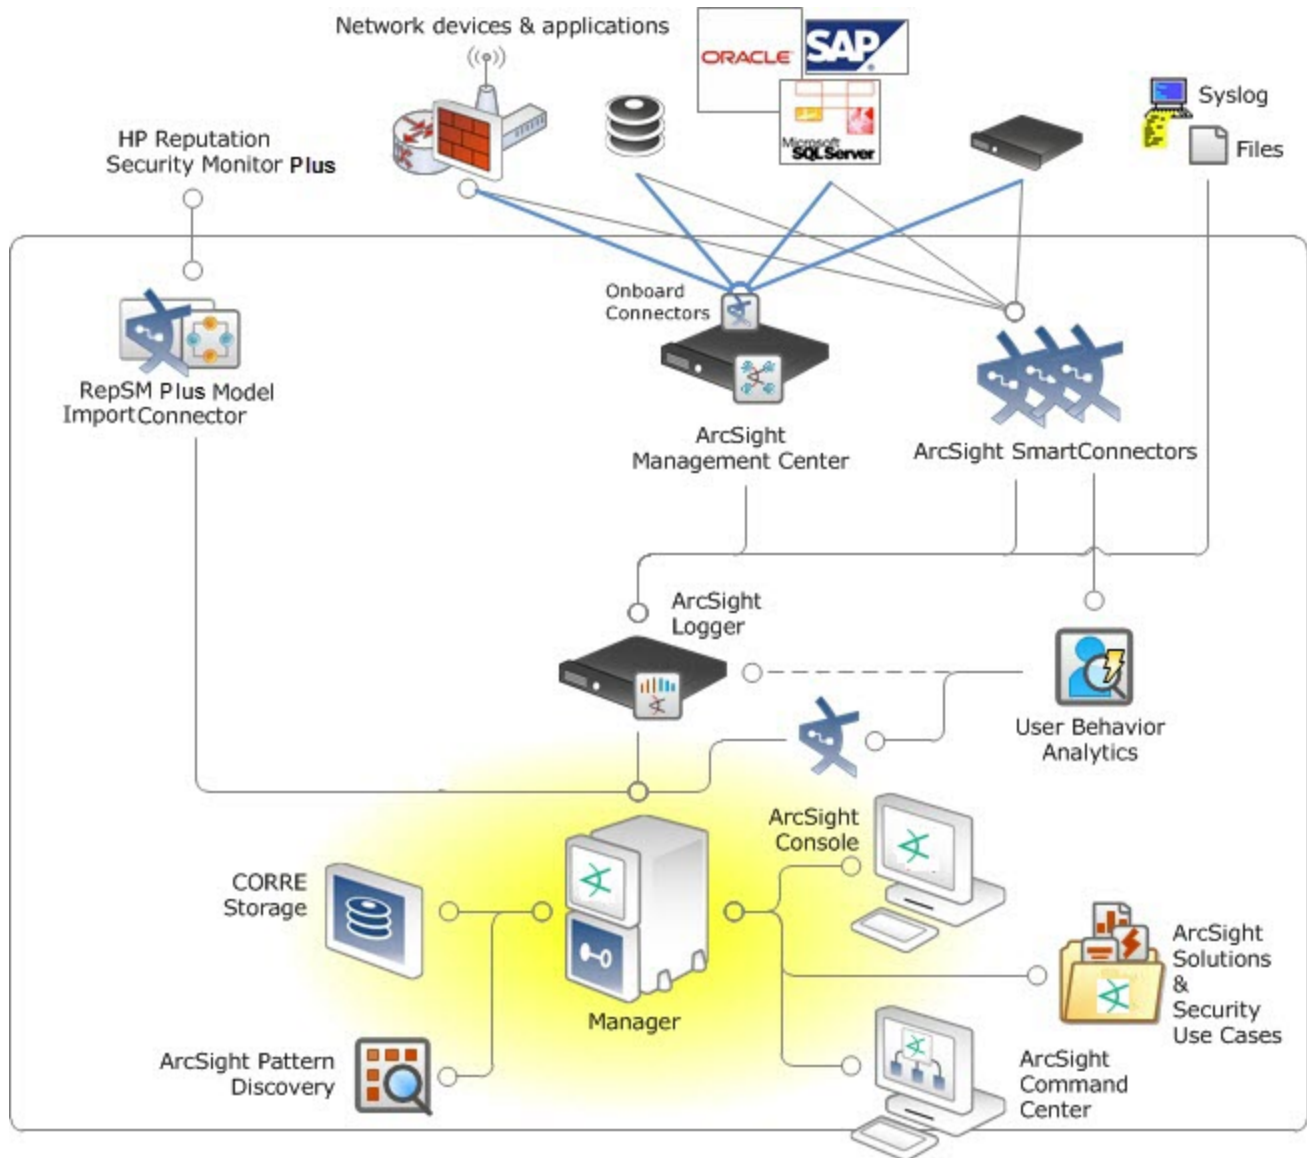 Network devices & applications
ORACLE
SAP
Microsoft
SQL Server
Syslog
Files
HP Reputation
Security Monitor Plus
Onboard
Connectors
RepSM Plus Model
Import Connector
ArcSight
Management Center
ArcSight SmartConnectors
ArcSight
Logger
User Behavior
Analytics
ArcSight
Console
CORRE
Storage
ArcSight
Solutions
&
Security
Use Cases
Manager
ArcSight Pattern
Discovery
ArcSight
Command
Center